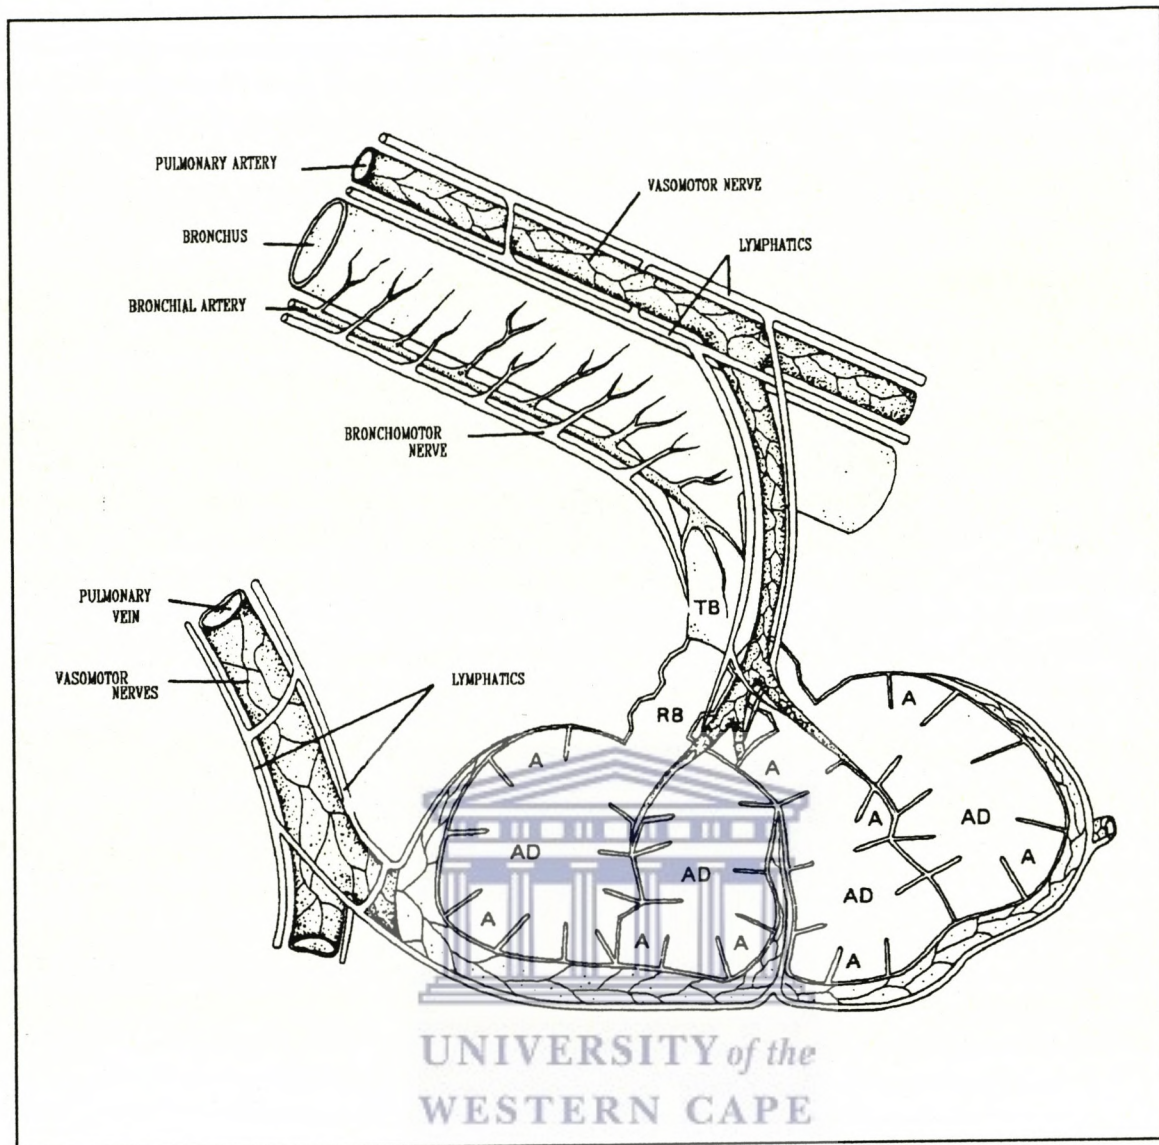 PULMONARY ARTERY
VASOMOTOR NERVE
BRONCHUS
LYMPHATICS
BRONCHIAL ARTERY
BRONCHOMOTOR
NERVE
PULMONARY
VEIN
TB
VASOMOTOR
NERVES
LYMPHATICS
RB
A
A
A
A
AD
AD
AD
A
AD
A
A
A
A
UNIVERSITY of the
WESTERN CAPE